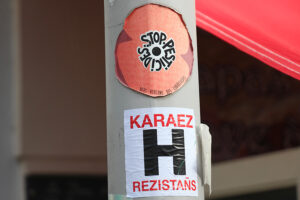 STOP PESTICIDES
KARAEZ
H
REZISTAÑS